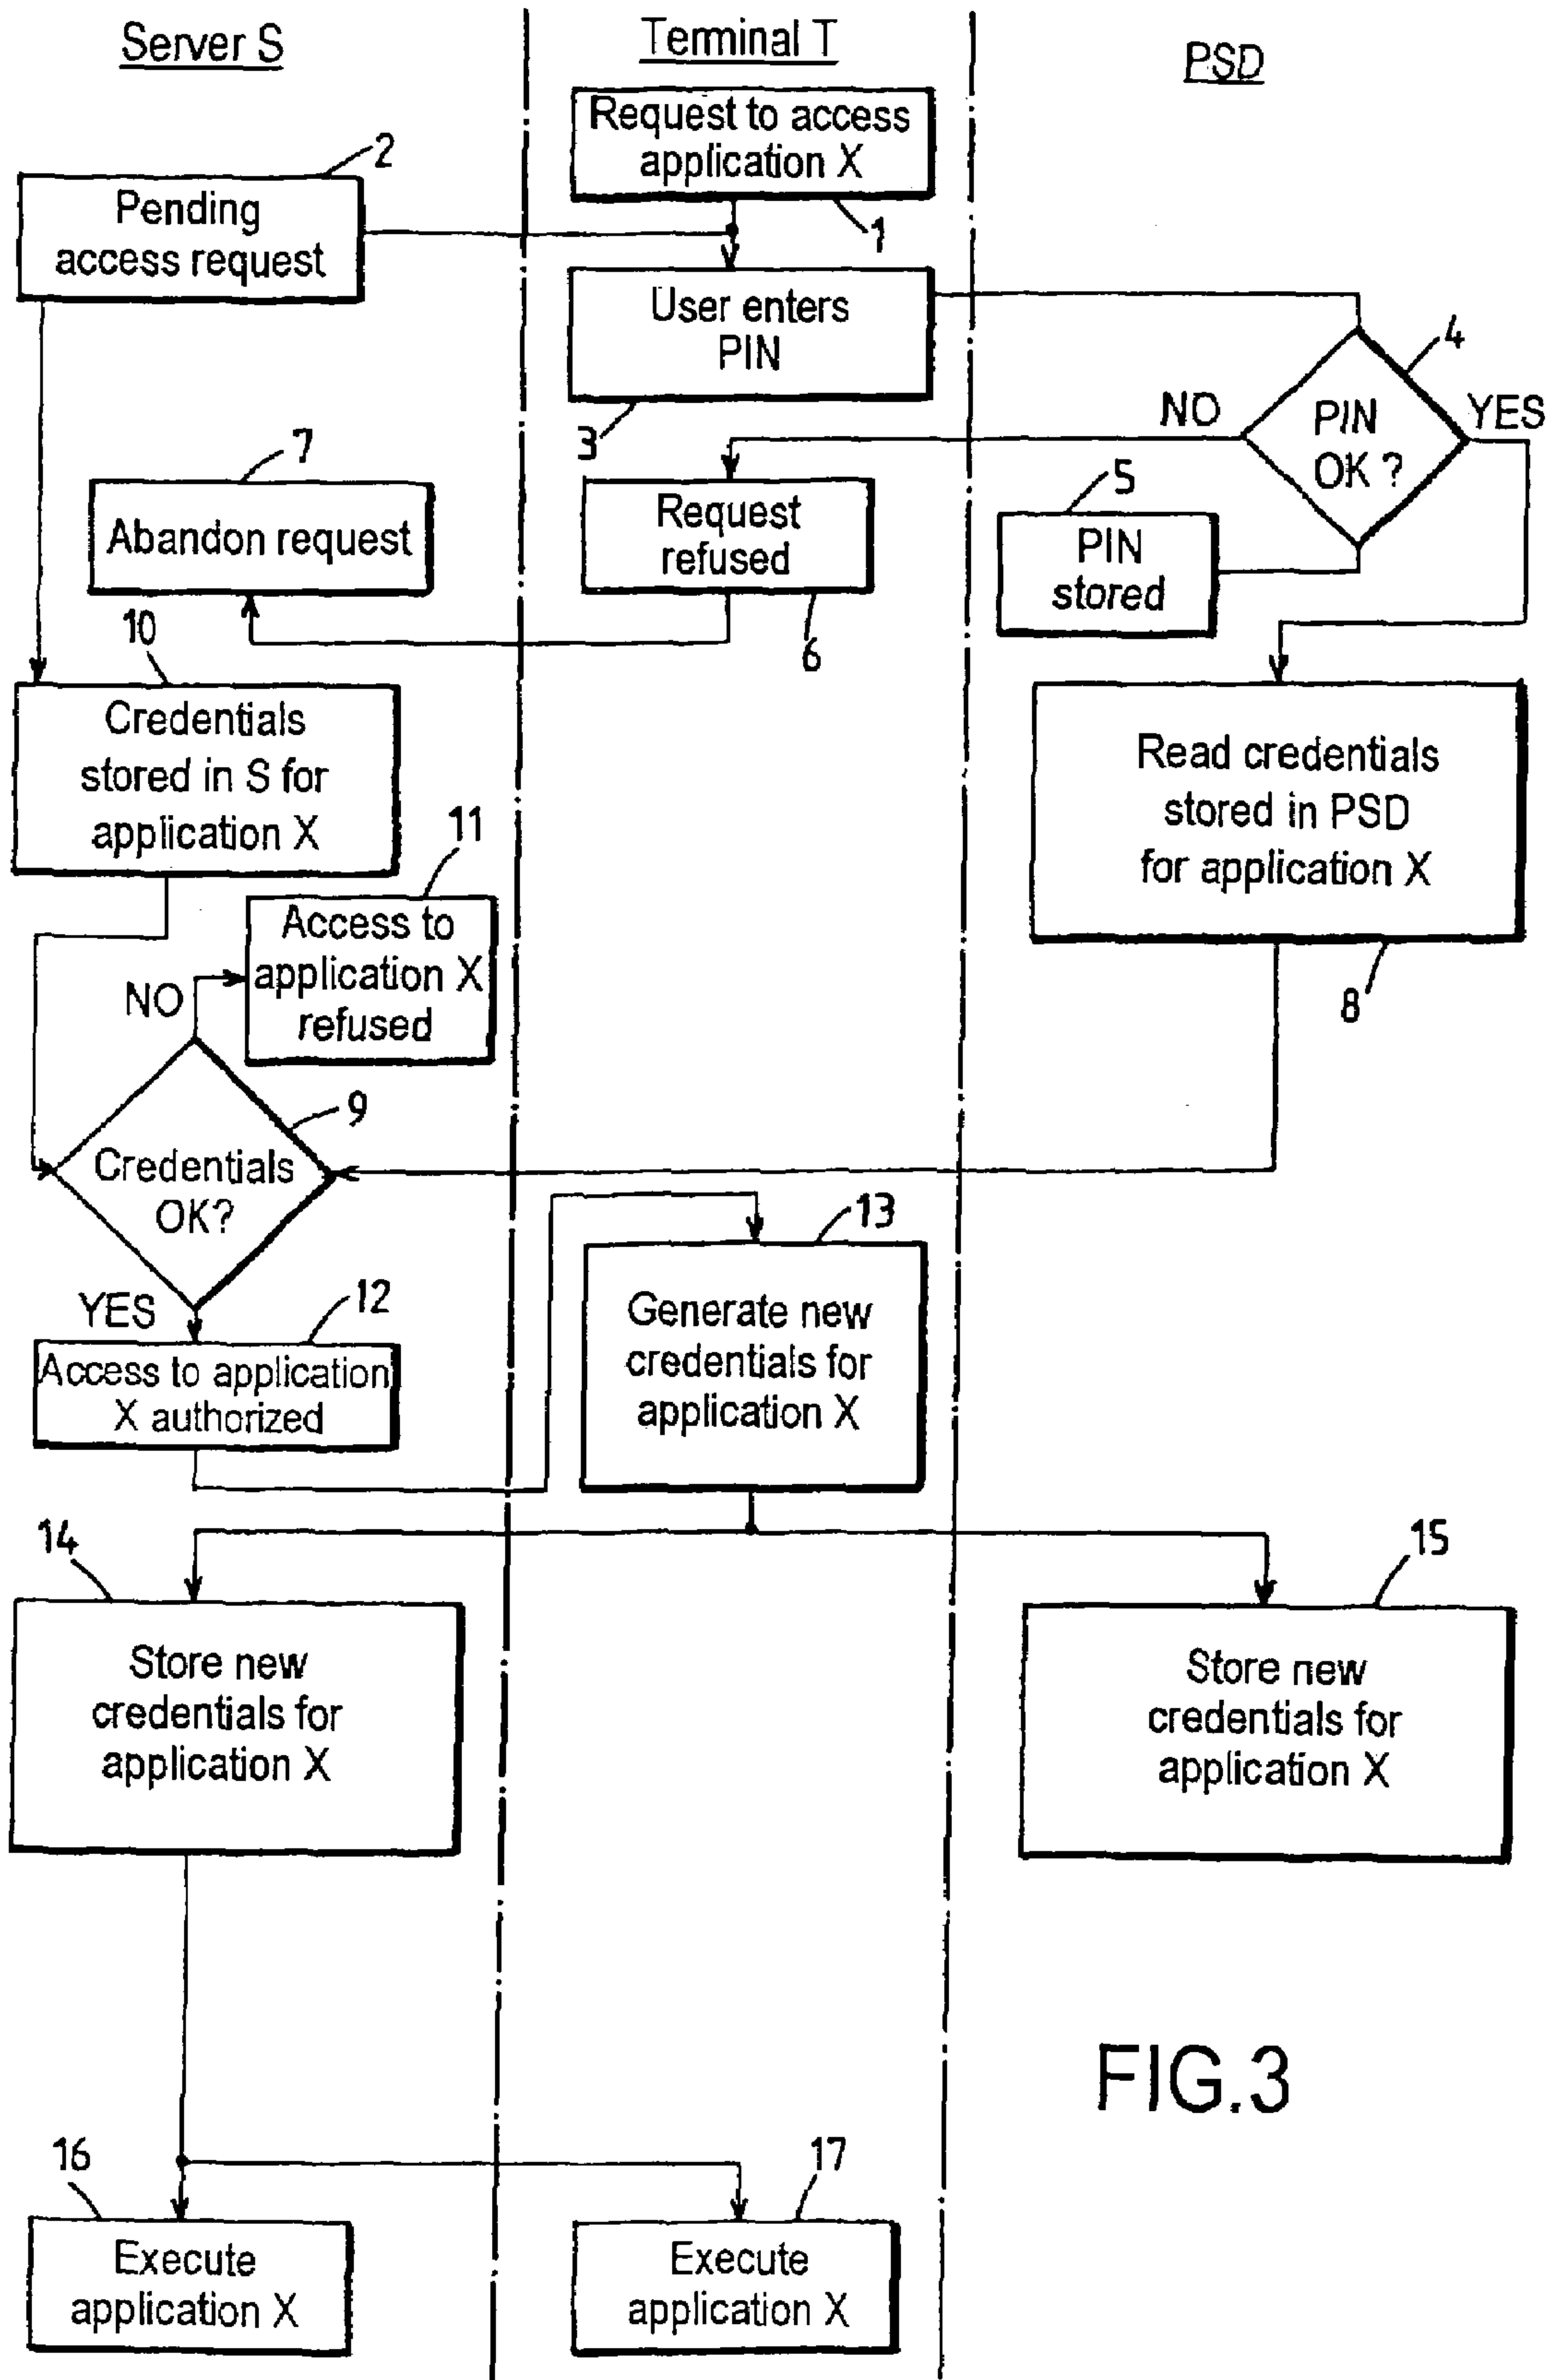 Server S
Terminal T
PSD
Request to access
application X
1
2
Pending
access request
User enters
PIN
3
4
PIN
OK ?
NO
YES
5
PIN
stored
Request
refused
6
7
Abandon request
10
Credentials
stored in S for
application X
Read credentials
stored in PSD
for application X
8
11
Access to
application X
refused
NO
9
Credentials
OK?
YES
12
Access to application
X authorized
13
Generate new
credentials for
application X
14
Store new
credentials for
application X
15
Store new
credentials for
application X
FIG.3
16
Execute
application X
17
Execute
application X